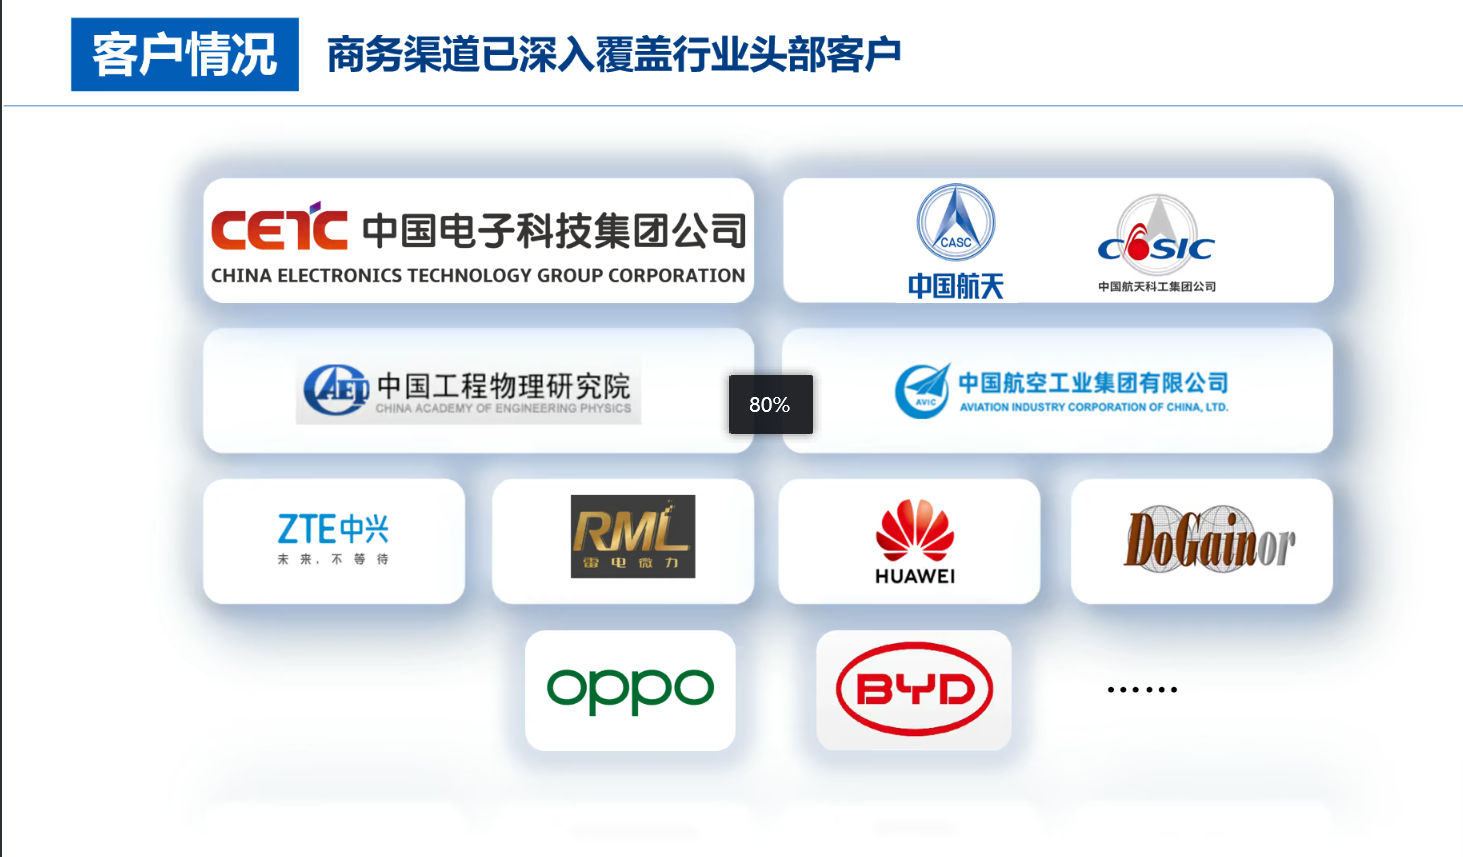 客户情况 商务渠道已深入覆盖行业头部客户
CETC 中国电子科技集团公司
CHINA ELECTRONICS TECHNOLOGY GROUP CORPORATION
CASC
中国航天
CASIC
中国航天科工集团公司
AEP 中国工程物理研究院
CHINA ACADEMY OF ENGINEERING PHYSICS
80%
AVIC 中国航空工业集团有限公司
AVIATION INDUSTRY CORPORATION OF CHINA, LTD.
ZTE中兴
未来，不等待
RML
雷电微力
HUAWEI
DoGainor
oppo
BYD
……